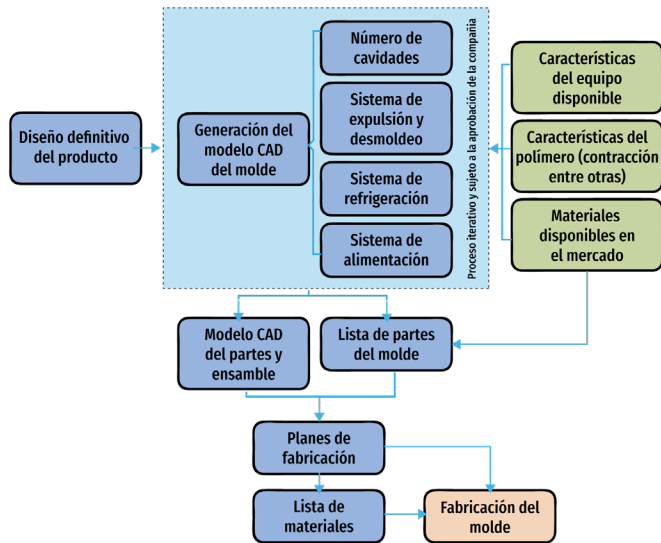 Diseño definitivo
del producto
Generación del
modelo CAD
del molde
Número de
cavidades
Sistema de
expulsión y
desmoldeo
Sistema de
refrigeración
Sistema de
alimentación
Proceso iterativo y sujeto a la aprobación de la compañía
Características
del equipo
disponible
Características del
polímero (contracción
entre otras)
Materiales
disponibles en
el mercado
Modelo CAD
del partes y
ensamble
Lista de partes
del molde
Planes de
fabricación
Lista de
materiales
Fabricación del
molde